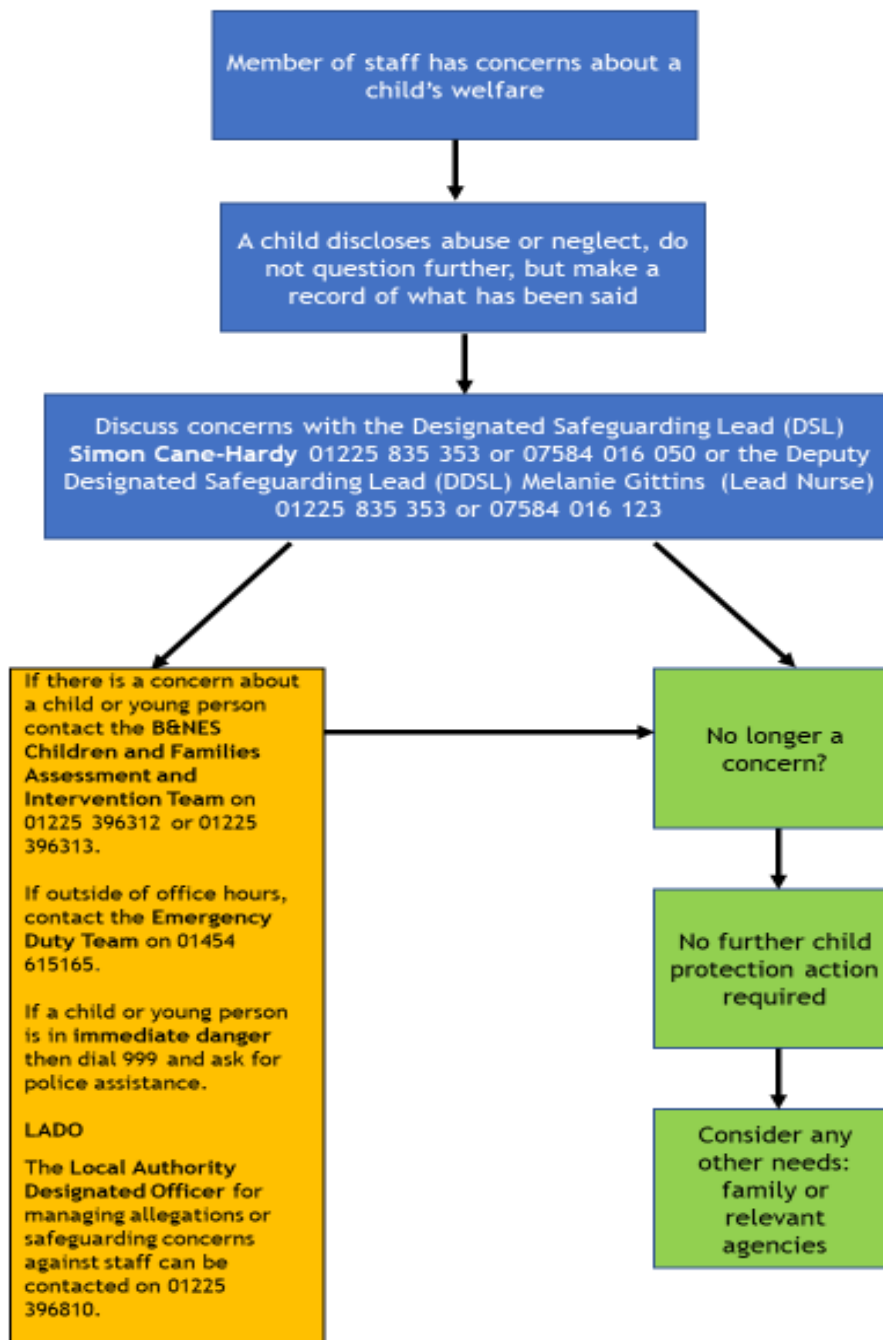 Member of staff has concerns about a
child's welfare
A child discloses abuse or neglect, do
not question further, but make a
record of what has been said
Discuss concerns with the Designated Safeguarding Lead (DSL)
Simon Cane-Hardy 01225 835 353 or 07584 016 050 or the Deputy
Designated Safeguarding Lead (DDSL) Melanie Gittins (Lead Nurse)
01225 835 353 or 07584 016 123
If there is a concern about
a child or young person
contact the B&NES
Children and Families
Assessment and
Intervention Team on
01225 396312 or 01225
396313.
If outside of office hours,
contact the Emergency
Duty Team on 01454
615165.
If a child or young person
is in immediate danger
then dial 999 and ask for
police assistance.
LADO
The Local Authority
Designated Officer for
managing allegations or
safeguarding concerns
against staff can be
contacted on 01225
396810.
No longer a
concern?
No further child
protection action
required
Consider any
other needs:
family or
relevant
agencies